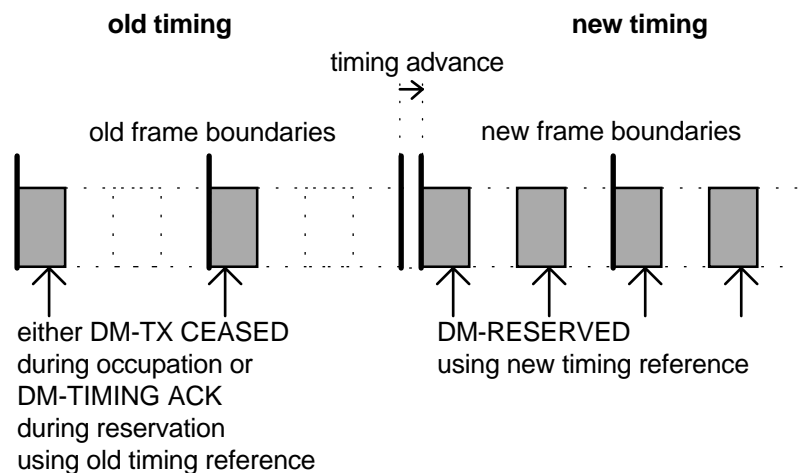 old timing
new timing
timing advance
old frame boundaries
new frame boundaries
either DM-TX CEASED
during occupation or
DM-TIMING ACK
during reservation
using old timing reference
DM-RESERVED
using new timing reference